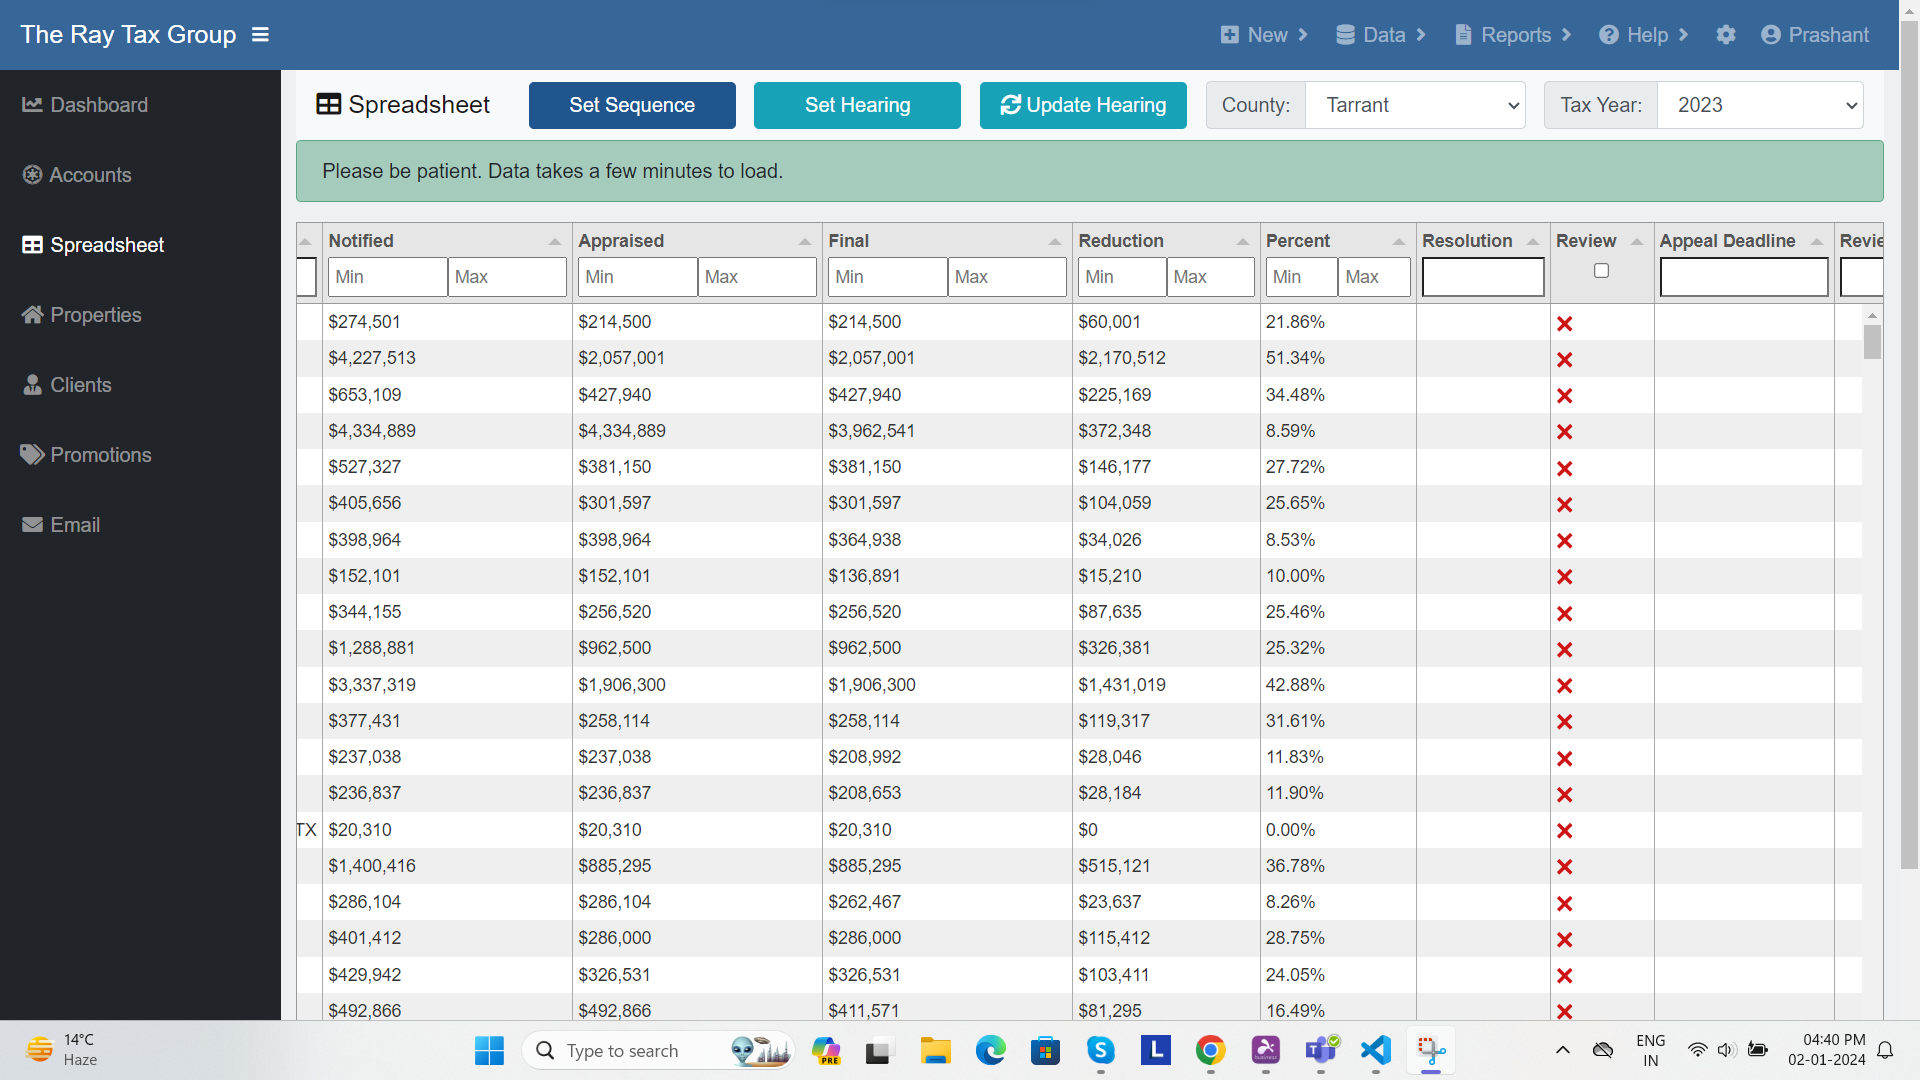 The Ray Tax Group
New Data Reports Help Prashant
Dashboard
Accounts
Spreadsheet
Properties
Clients
Promotions
Email
Spreadsheet Set Sequence Set Hearing Update Hearing County: Tarrant Tax Year: 2023
Please be patient. Data takes a few minutes to load.
Notified Appraised Final Reduction Percent Resolution Review Appeal Deadline Revie
Min Max Min Max Min Max Min Max Min Max
$274,501 $214,500 $214,500 $60,001 21.86%
$4,227,513 $2,057,001 $2,057,001 $2,170,512 51.34%
$653,109 $427,940 $427,940 $225,169 34.48%
$4,334,889 $4,334,889 $3,962,541 $372,348 8.59%
$527,327 $381,150 $381,150 $146,177 27.72%
$405,656 $301,597 $301,597 $104,059 25.65%
$398,964 $398,964 $364,938 $34,026 8.53%
$152,101 $152,101 $136,891 $15,210 10.00%
$344,155 $256,520 $256,520 $87,635 25.46%
$1,288,881 $962,500 $962,500 $326,381 25.32%
$3,337,319 $1,906,300 $1,906,300 $1,431,019 42.88%
$377,431 $258,114 $258,114 $119,317 31.61%
$237,038 $237,038 $208,992 $28,046 11.83%
$236,837 $236,837 $208,653 $28,184 11.90%
TX $20,310 $20,310 $20,310 $0 0.00%
$1,400,416 $885,295 $885,295 $515,121 36.78%
$286,104 $286,104 $262,467 $23,637 8.26%
$401,412 $286,000 $286,000 $115,412 28.75%
$429,942 $326,531 $326,531 $103,411 24.05%
$492,866 $492,866 $411,571 $81,295 16.49%
14°C
Haze
Type to search
PRE
ENG
IN
04:40 PM
02-01-2024